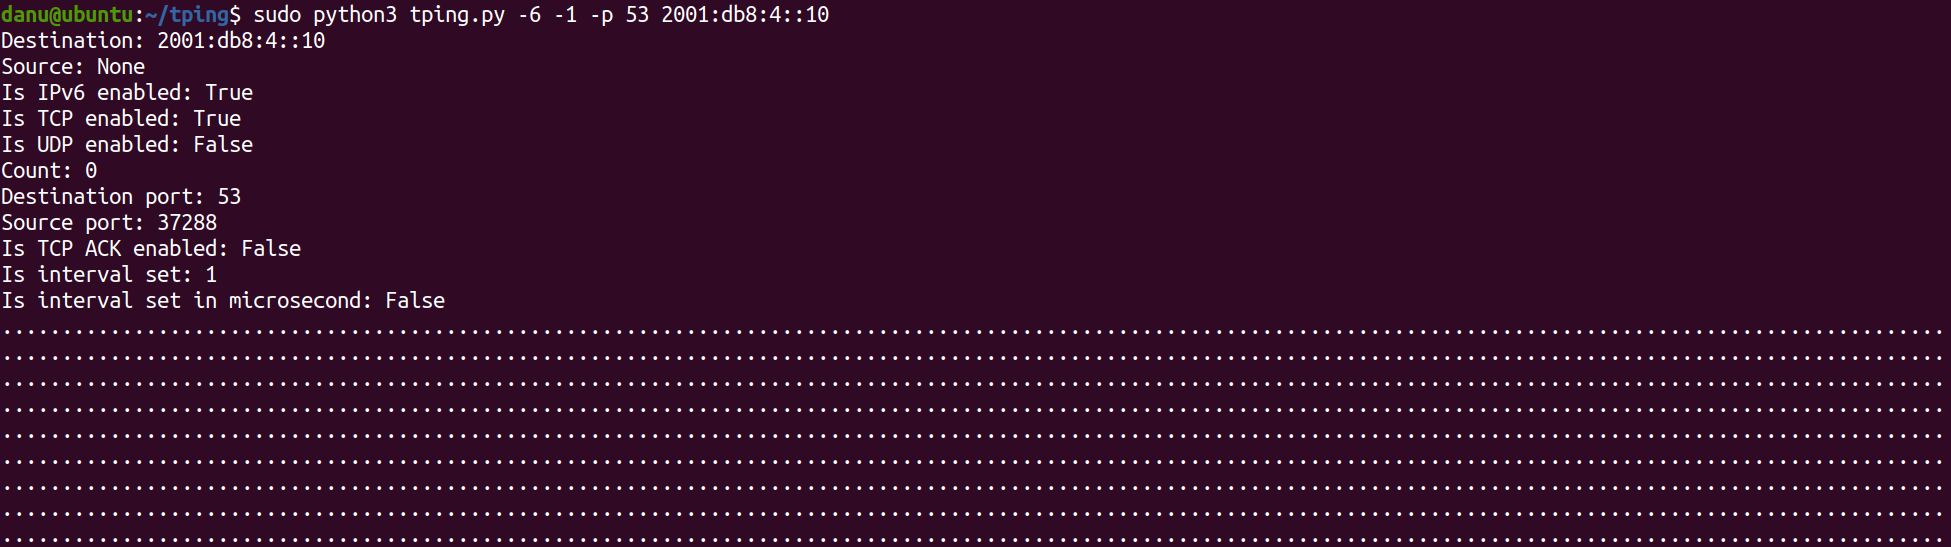 danu@ubuntu:~/tping$ sudo python3 tping.py -6 -1 -p 53 2001:db8:4::10
Destination: 2001:db8:4::10
Source: None
Is IPv6 enabled: True
Is TCP enabled: True
Is UDP enabled: False
Count: 0
Destination port: 53
Source port: 37288
Is TCP ACK enabled: False
Is interval set: 1
Is interval set in microsecond: False
..................................................................................................................................................................
..................................................................................................................................................................
..................................................................................................................................................................
..................................................................................................................................................................
..................................................................................................................................................................
..................................................................................................................................................................
..................................................................................................................................................................
..................................................................................................................................................................
..................................................................................................................................................................